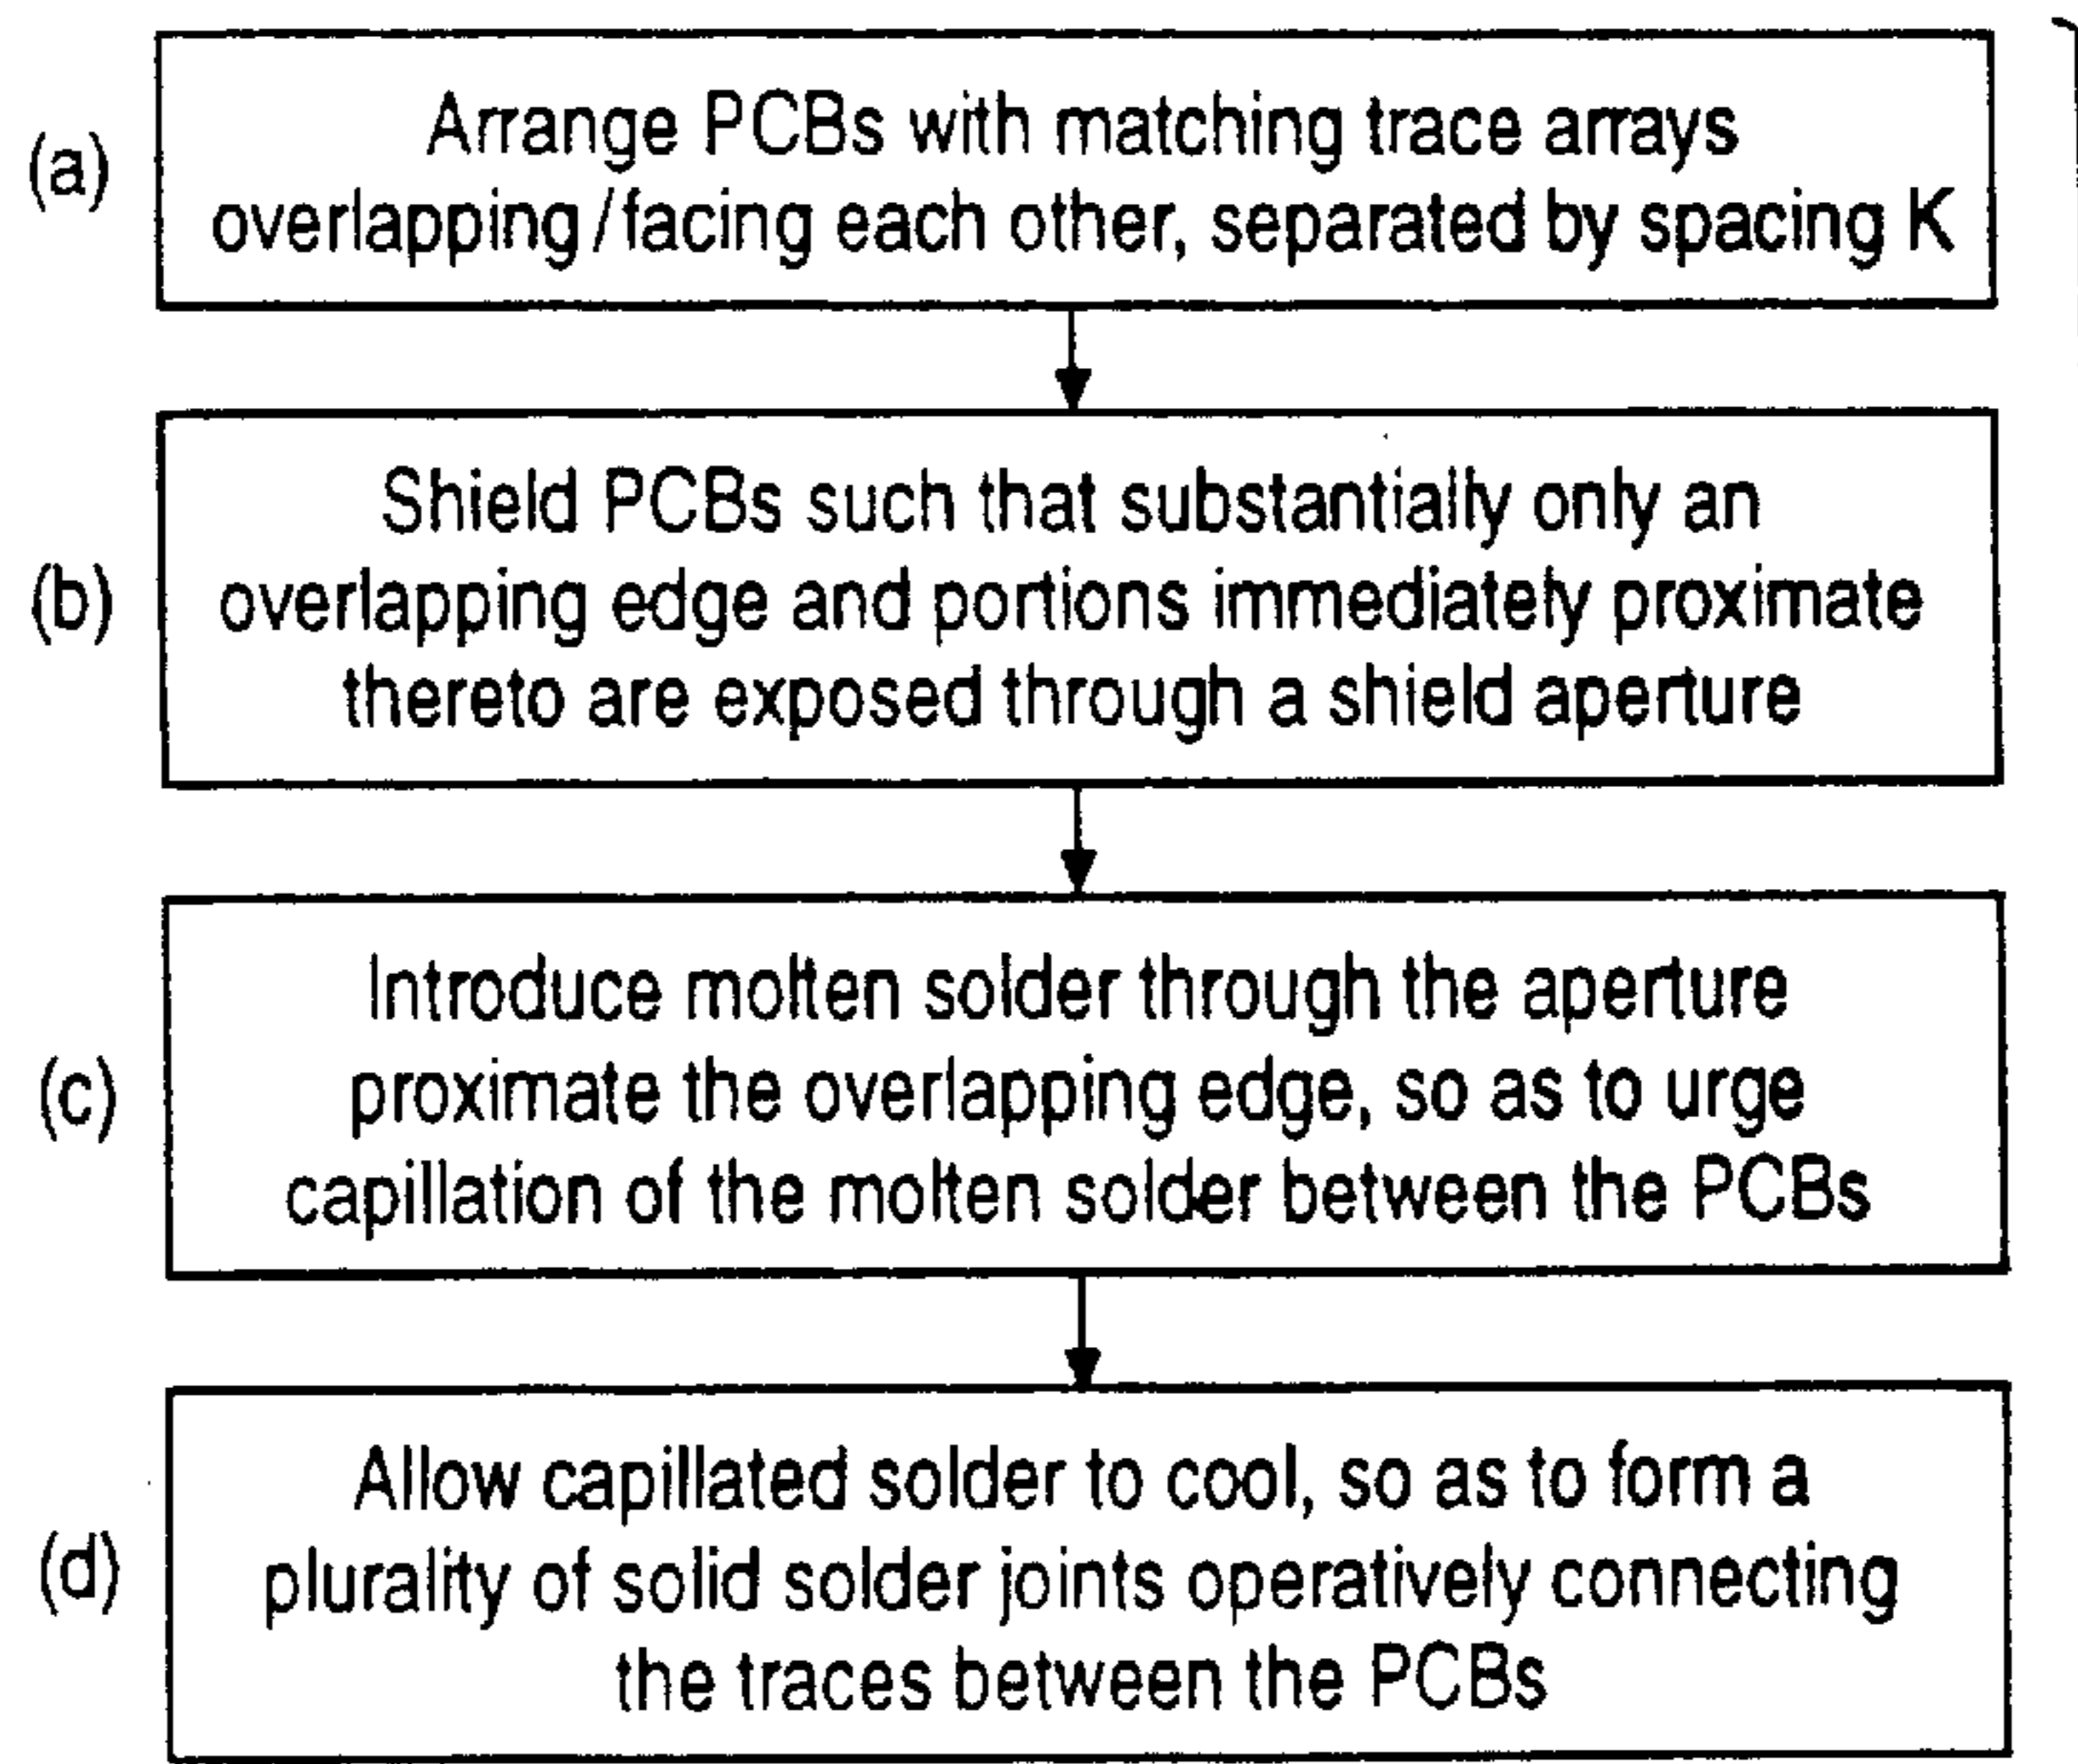 (a)
Arrange PCBs with matching trace arrays
overlapping/facing each other, separated by spacing K
(b)
Shield PCBs such that substantially only an
overlapping edge and portions immediately proximate
thereto are exposed through a shield aperture
(c)
Introduce molten solder through the aperture
proximate the overlapping edge, so as to urge
capillation of the molten solder between the PCBs
(d)
Allow capillated solder to cool, so as to form a
plurality of solid solder joints operatively connecting
the traces between the PCBs